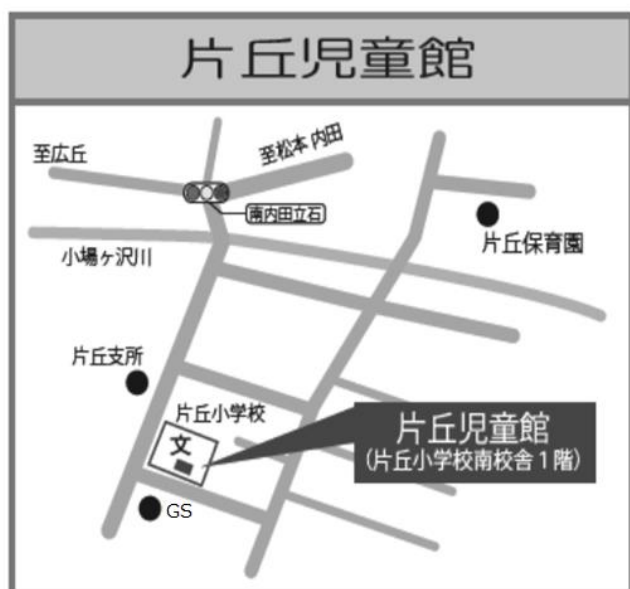 片丘児童館
至広丘
至松本 内田
南内田立石
片丘保育園
小場ヶ沢川
片丘支所
片丘小学校
文
片丘児童館
(片丘小学校南校舎1階)
GS